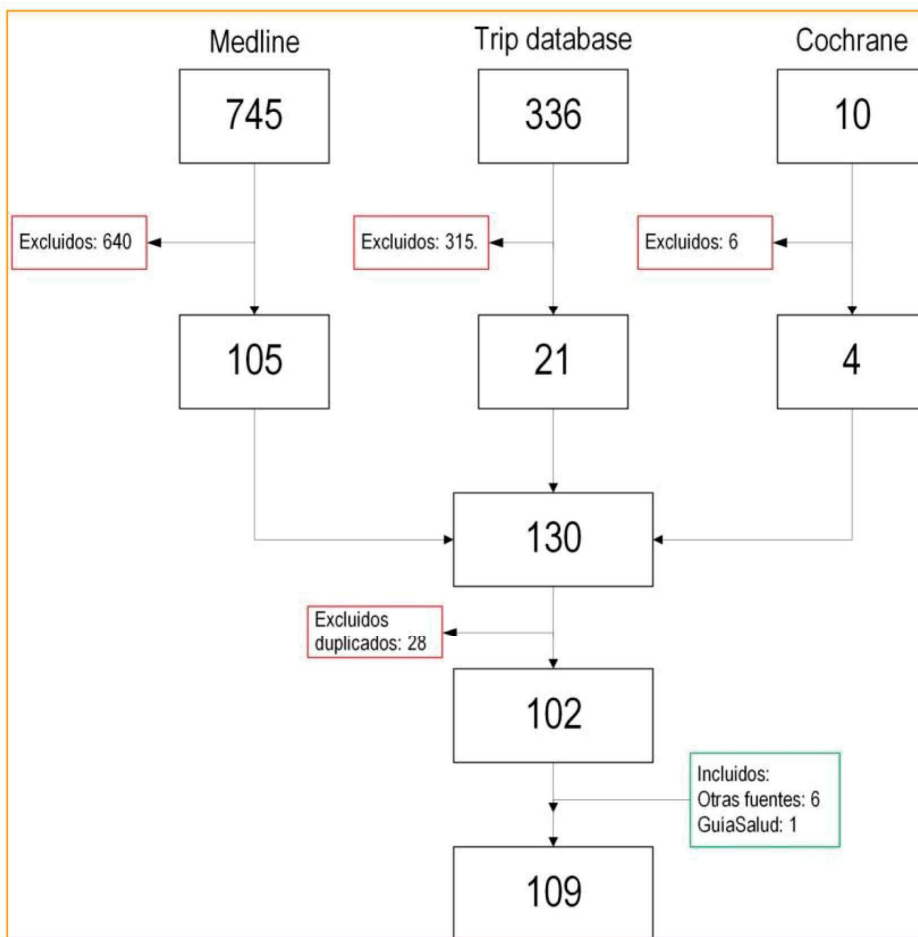 Medline
Trip database
Cochrane
745
336
10
Excluidos: 640
Excluidos: 315.
Excluidos: 6
105
21
4
130
Excluidos
duplicados: 28
102
Incluidos:
Otras fuentes: 6
GuiaSalud: 1
109